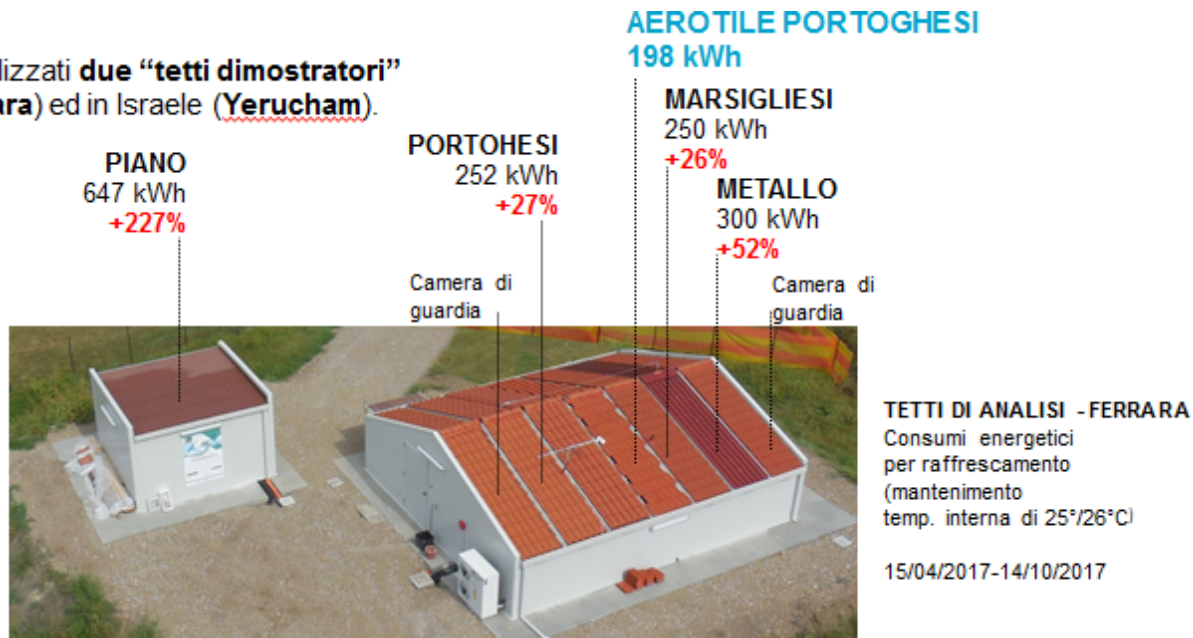 AEROTILE PORTOGHESI
198 kWh
lizzati due “tetti dimostratori”
ara) ed in Israele (Yerucham).
MARSIGLIESI
250 kWh
+26%
PORTOHESI
252 kWh
+27%
PIANO
647 kWh
+227%
METALLO
300 kWh
+52%
Camera di
guardia
Camera di
guardia
TETTI DI ANALISI - FERRARA
Consumi energetici
per raffrescamento
(mantenimento
temp. interna di 25°/26°C)
15/04/2017-14/10/2017